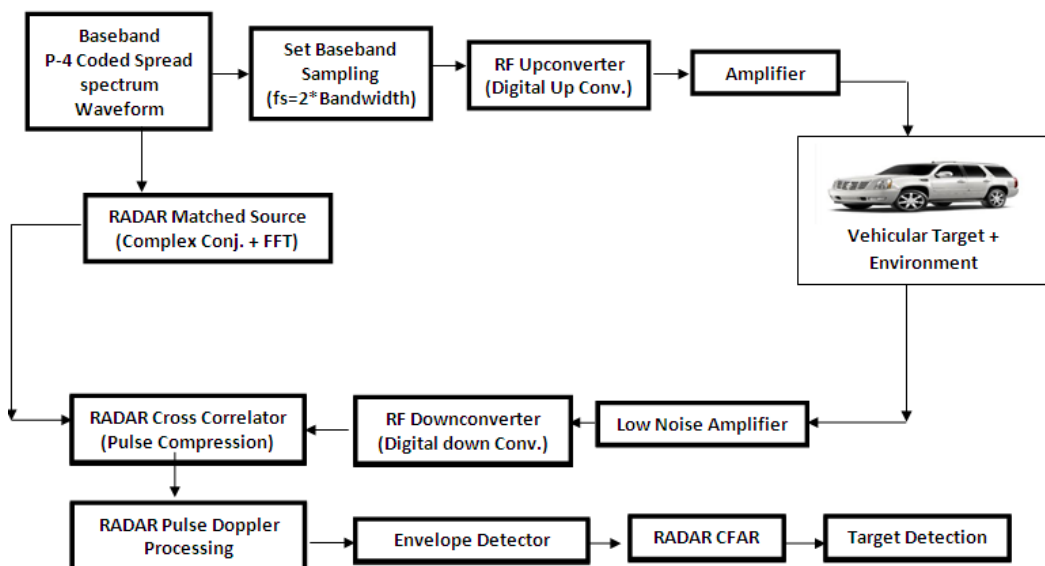 Baseband
P-4 Coded Spread
spectrum
Waveform
Set Baseband
Sampling
(fs=2*Bandwidth)
RF Upconverter
(Digital Up Conv.)
Amplifier
Vehicular Target +
Environment
RADAR Matched Source
(Complex Conj. + FFT)
RADAR Cross Correlator
(Pulse Compression)
RF Downconverter
(Digital down Conv.)
Low Noise Amplifier
RADAR Pulse Doppler
Processing
Envelope Detector
RADAR CFAR
Target Detection